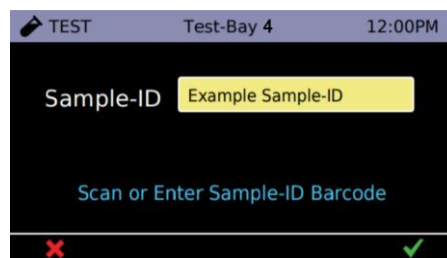 TEST Test-Bay 4 12:00PM
Sample-ID Example Sample-ID
Scan or Enter Sample-ID Barcode